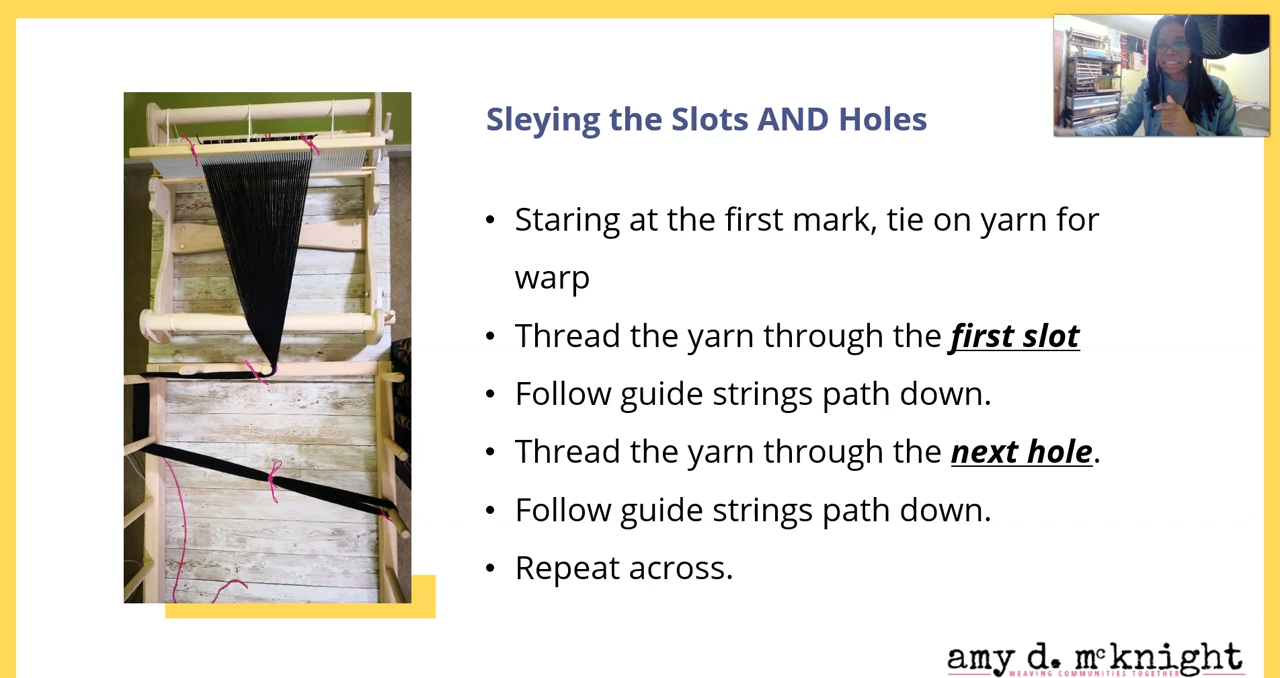 Sleying the Slots AND Holes
• Staring at the first mark, tie on yarn for
warp
• Thread the yarn through the first slot
• Follow guide strings path down.
• Thread the yarn through the next hole.
• Follow guide strings path down.
• Repeat across.
amy d. mcknight
WEAVING COMMUNITIES TOGETHER